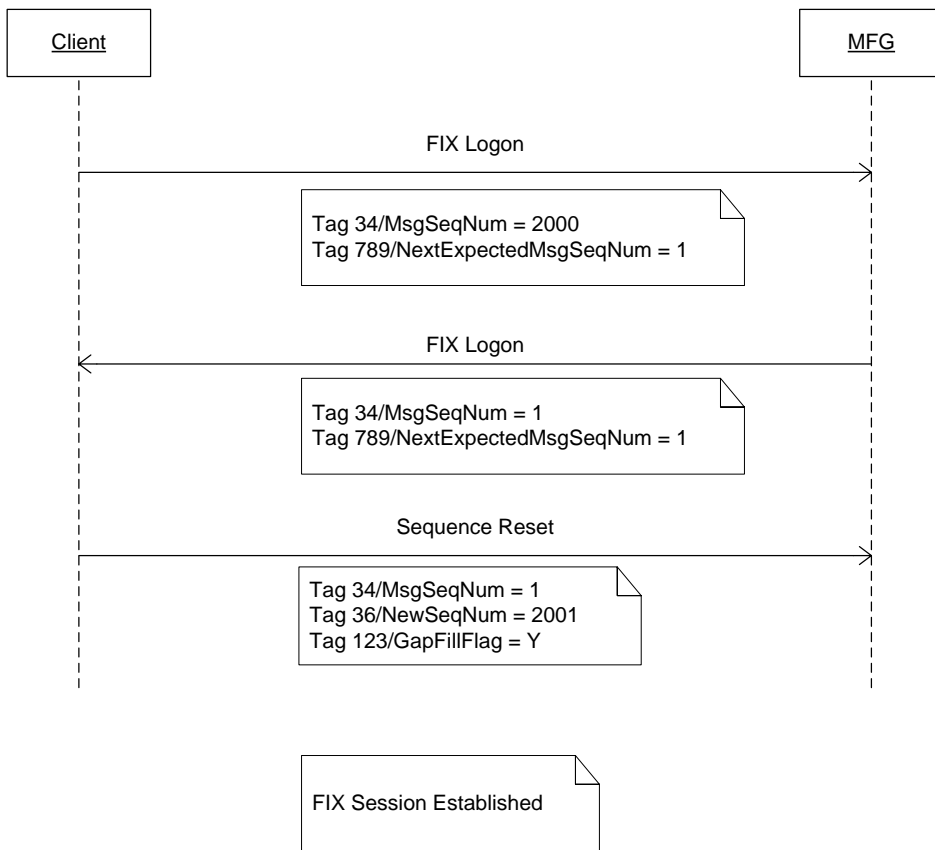 Client
MFG
FIX Logon
Tag 34/MsgSeqNum = 2000
Tag 789/NextExpectedMsgSeqNum = 1
FIX Logon
Tag 34/MsgSeqNum = 1
Tag 789/NextExpectedMsgSeqNum = 1
Sequence Reset
Tag 34/MsgSeqNum = 1
Tag 36/NewSeqNum = 2001
Tag 123/GapFillFlag = Y
FIX Session Established